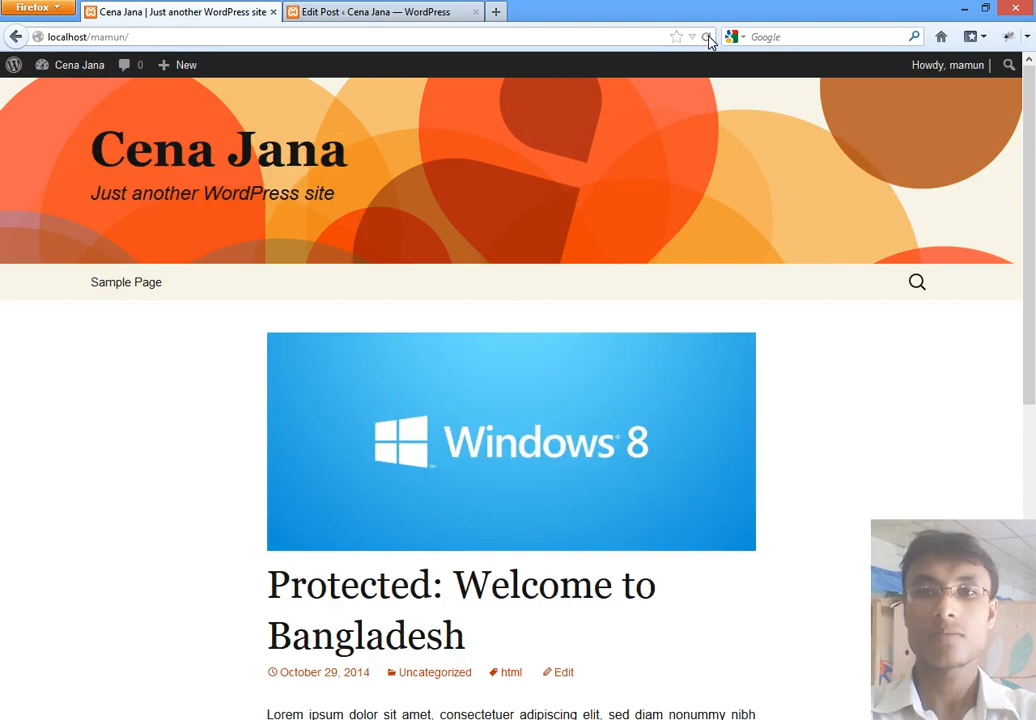 Firefox
Cena Jana | Just another WordPress site
Edit Post ‹ Cena Jana — WordPress
localhost/mamun/
Google
Cena Jana
0
New
Howdy, mamun
Cena Jana
Just another WordPress site
Sample Page
Windows 8
Protected: Welcome to
Bangladesh
October 29, 2014
Uncategorized
html
Edit
Lorem ipsum dolor sit amet, consectetuer adipiscing elit, sed diam nonummy nibh